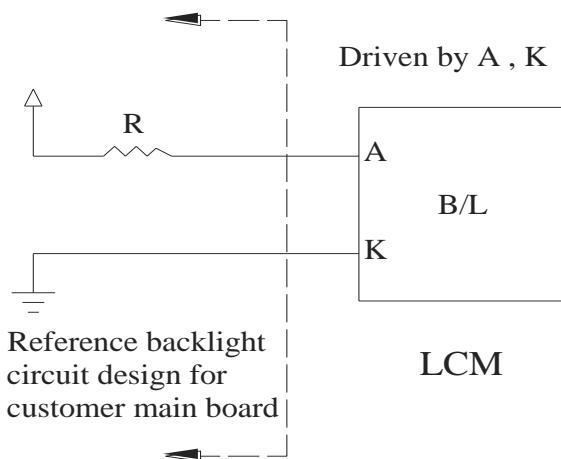 Driven by A , K
R
A
B/L
K
Reference backlight
circuit design for
customer main board
LCM